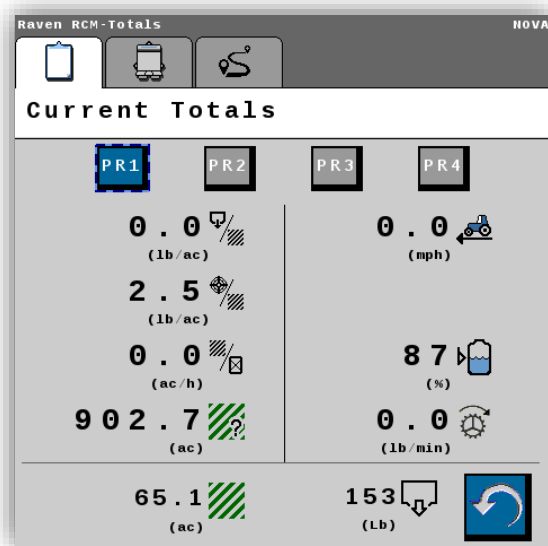 Raven RCM-Totals NOVA
Current Totals
PR1 PR2 PR3 PR4
0.0 0.0
(lb/ac) (mph)
2.5
(lb/ac)
0.0 87
(ac/h) (%)
902.7 ? 0.0
(ac) (lb/min)
65.1 153
(ac) (Lb)